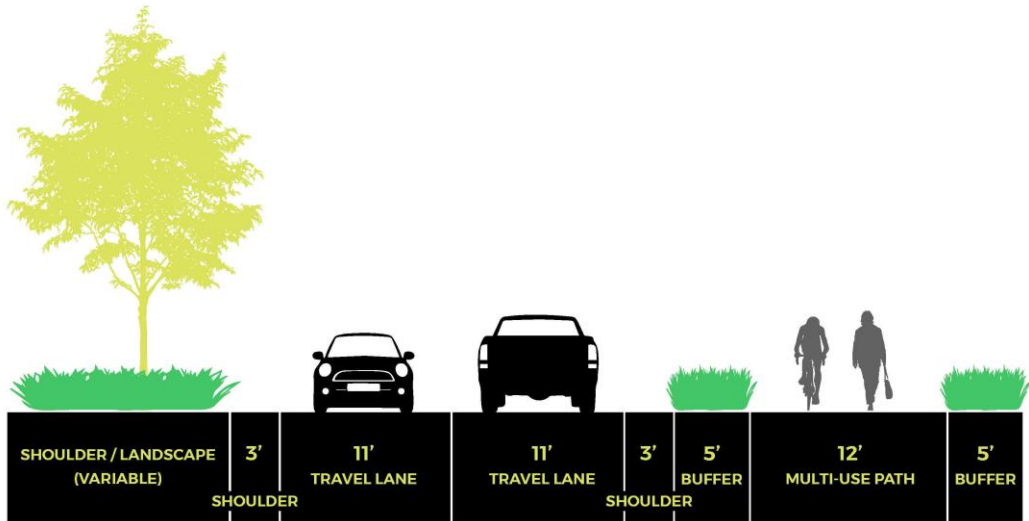 SHOULDER / LANDSCAPE
(VARIABLE)
3’
SHOULDER
11’
TRAVEL LANE
11’
TRAVEL LANE
3’
SHOULDER
5’
BUFFER
12’
MULTI-USE PATH
5’
BUFFER